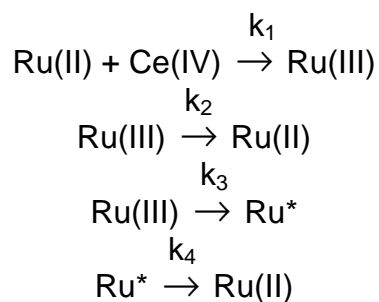 k₁
Ru(II) + Ce(IV) → Ru(III)
k₂
Ru(III) → Ru(II)
k₃
Ru(III) → Ru*
k₄
Ru* → Ru(II)